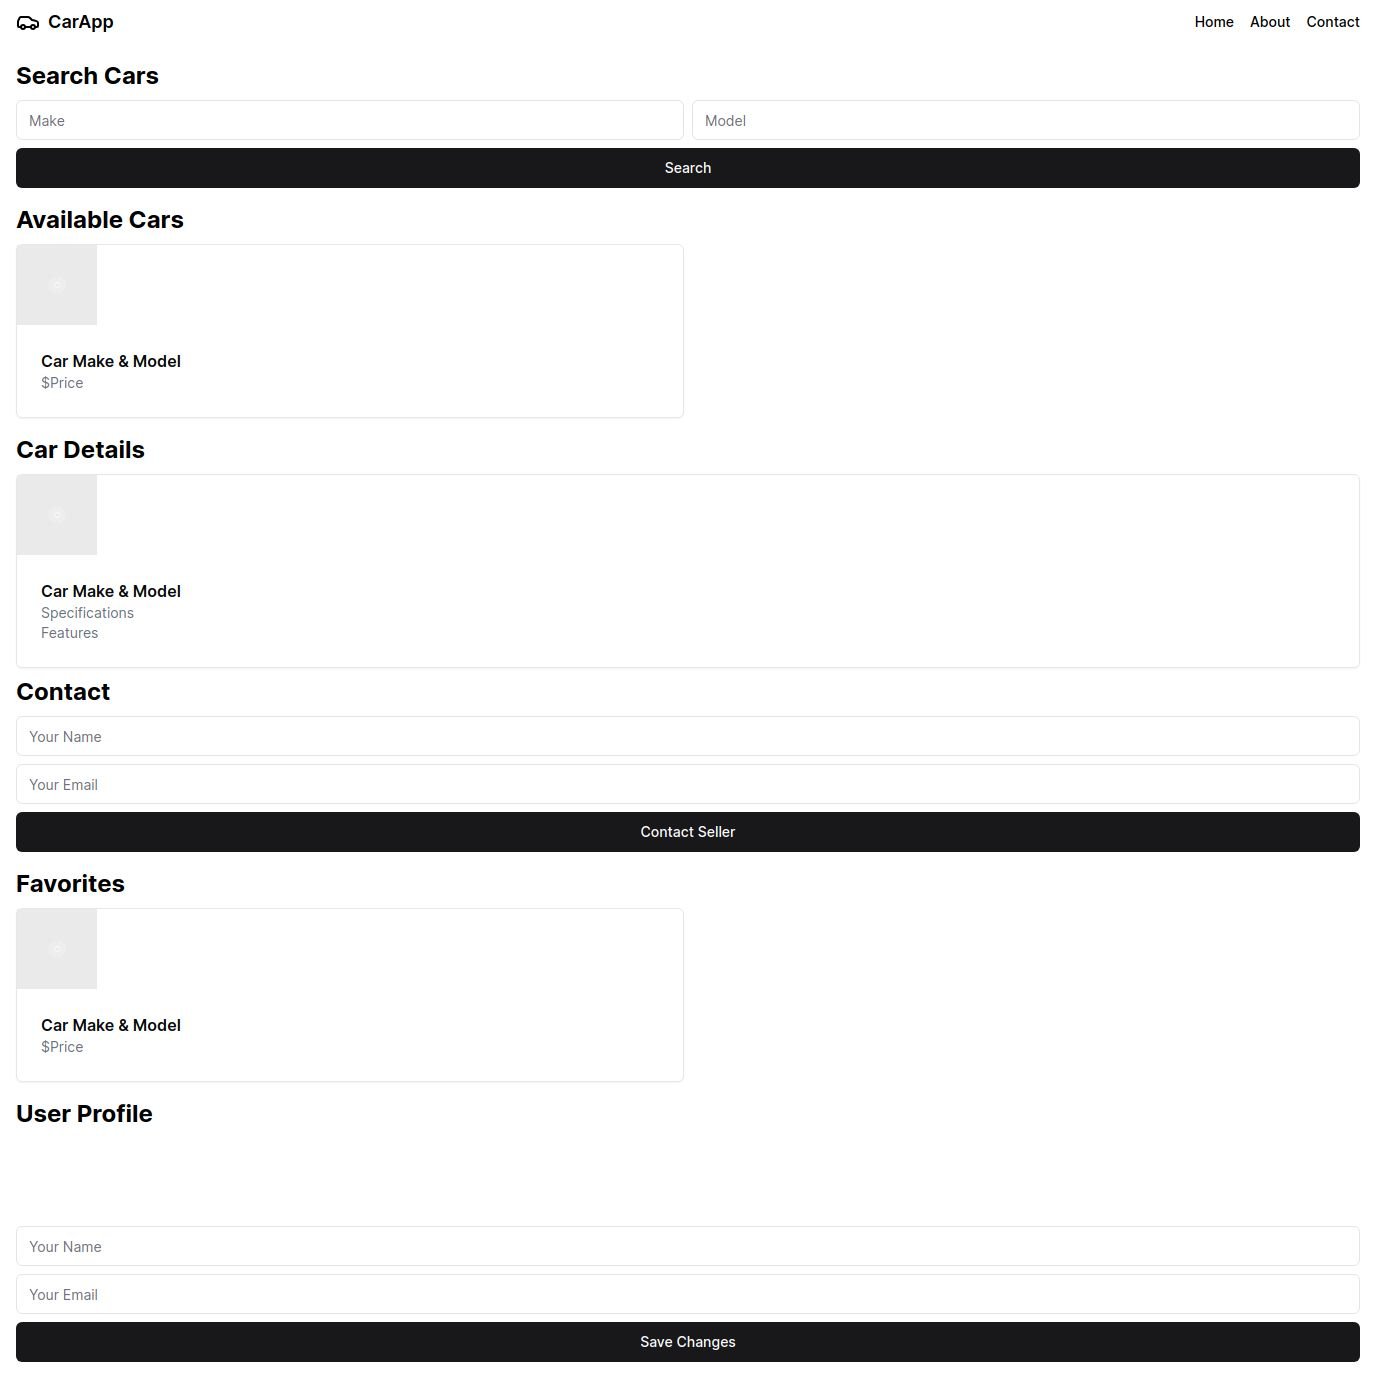 CarApp
Home About Contact
Search Cars
Make Model
Search
Available Cars
Car Make & Model
$Price
Car Details
Car Make & Model
Specifications
Features
Contact
Your Name
Your Email
Contact Seller
Favorites
Car Make & Model
$Price
User Profile
Your Name
Your Email
Save Changes